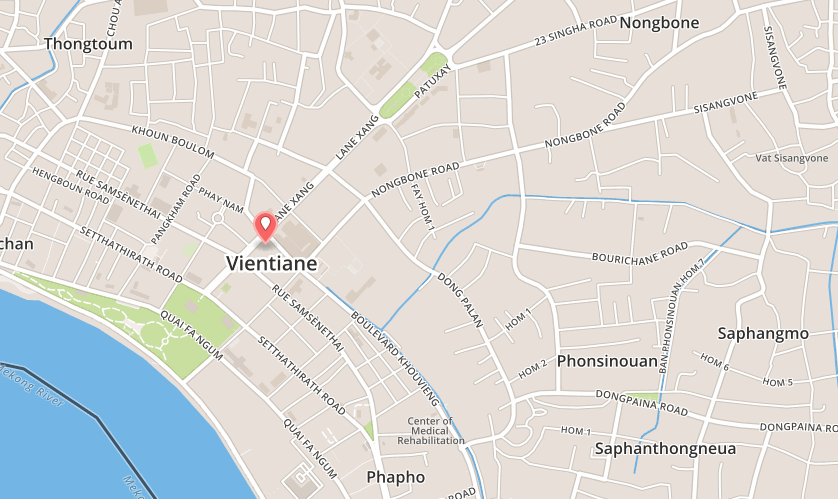 Nongbone
23 SINGHA ROAD
Thongtoum
CHOU A
SISANGVONE
PATUXAY
SISANGVONE
KHOUN BOULOM
LANE XANG
NONGBONE ROAD
Vat Sisangvone
NONGBONE ROAD
HENGBOUN ROAD
RUE SAMSÈNETHAI
PHAY NAM
PANGKHAM ROAD
LANE XANG
FAY HOM 1
chan
SETTHATHIRATH ROAD
Vientiane
BOURICHANE ROAD
BAN PHONSINOUAN HOM 7
DONG PALAN
RUE SAMSÈNETHAI
QUAI FA NGUM
BOULEVARD KHOUVIENG
HOM 1
Saphangmo
SETTHATHIRATH ROAD
Phonsinouan
HOM 6
HOM 2
HOM 5
Mekong River
DONGPAINA ROAD
DONGPAINA RO
QUAI FA NGUM
Center of
Medical
Rehabilitation
HOM 1
Saphanthongneua
Phapho
Mek
ROAD